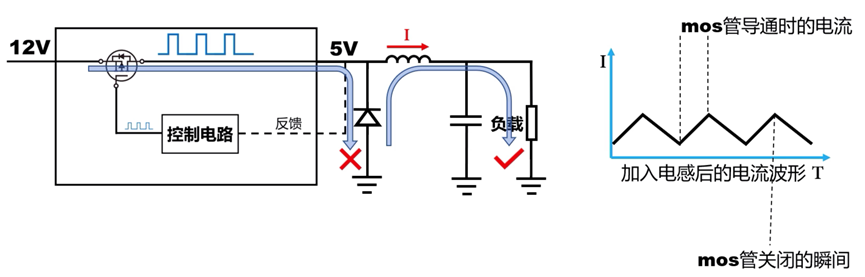 12V
5V
I
控制电路
反馈
负载
mos管导通时的电流
I
加入电感后的电流波形 T
mos管关闭的瞬间